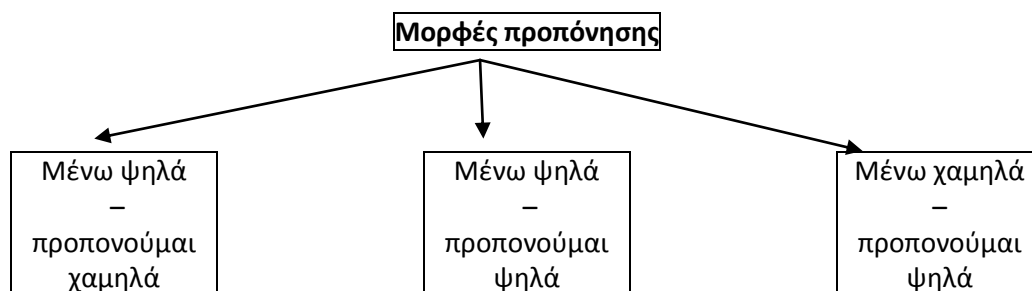 Μορφές προπόνησης
Μένω ψηλά
–
προπονούμαι
χαμηλά
Μένω ψηλά
–
προπονούμαι
ψηλά
Μένω χαμηλά
–
προπονούμαι
ψηλά